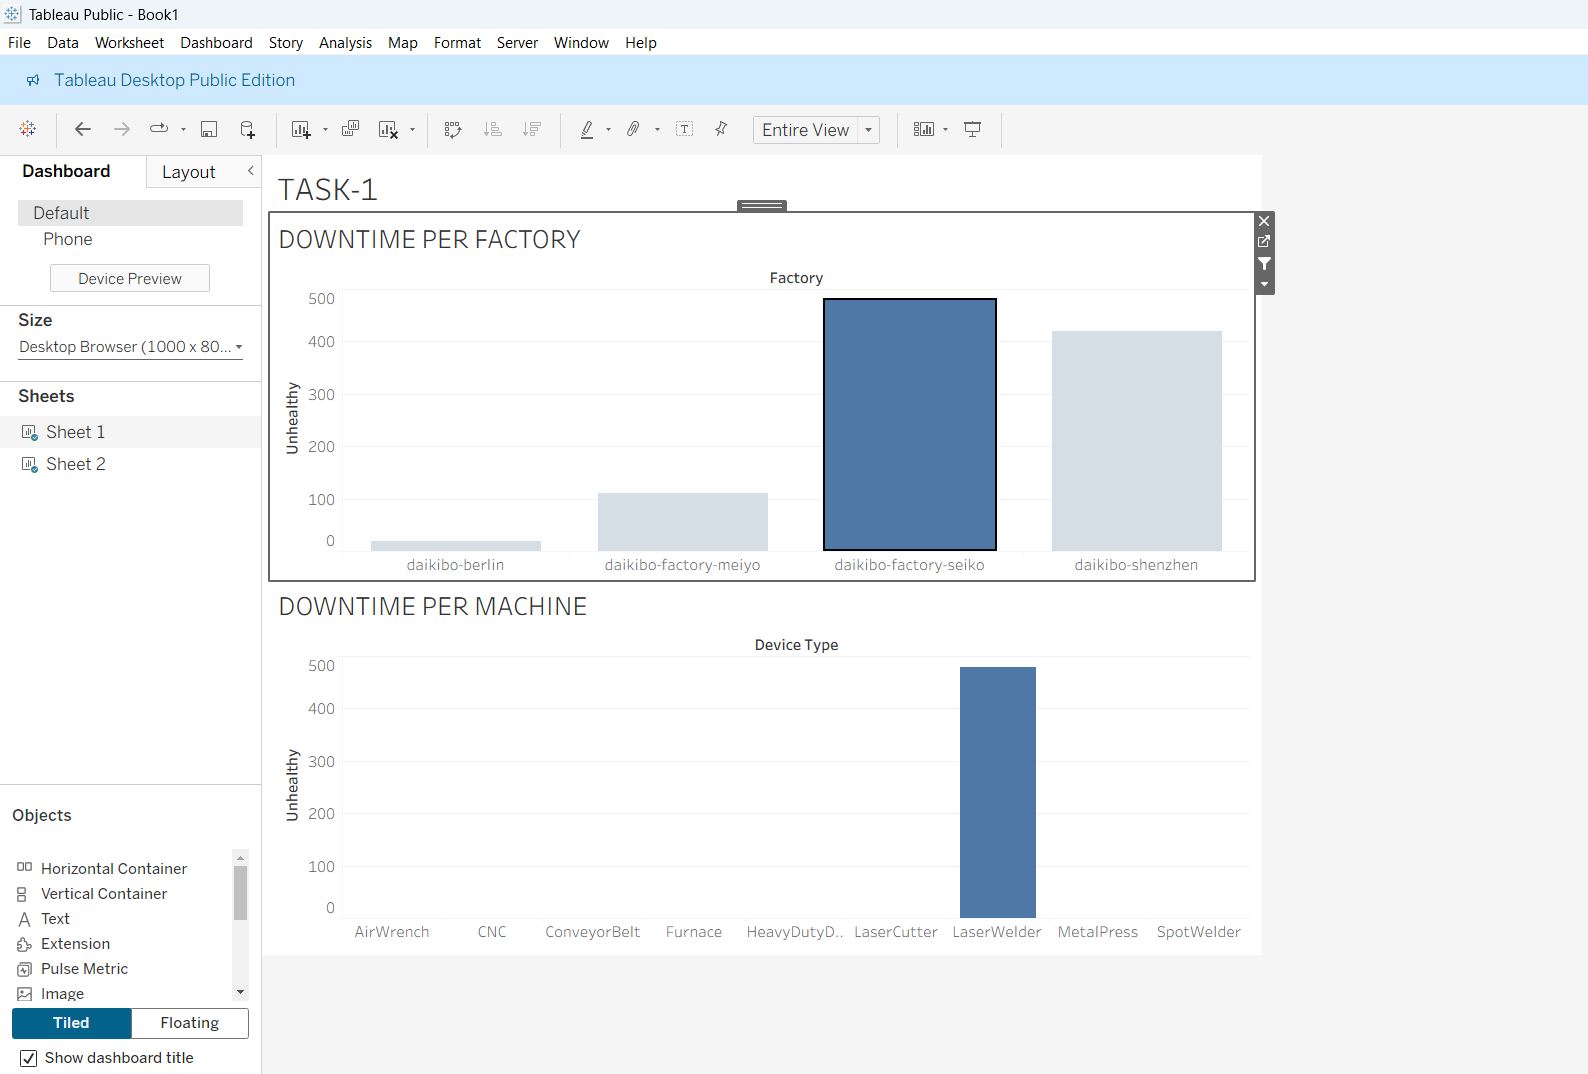 Tableau Public - Book1
File Data Worksheet Dashboard Story Analysis Map Format Server Window Help
Tableau Desktop Public Edition
Entire View
Dashboard Layout
Default
Phone
Device Preview
Size
Desktop Browser (1000 x 80...
Sheets
Sheet 1
Sheet 2
Objects
Horizontal Container
Vertical Container
Text
Extension
Pulse Metric
Image
Tiled Floating
Show dashboard title
TASK-1
DOWNTIME PER FACTORY
Factory
Unhealthy
500
400
300
200
100
0
daikibo-berlin daikibo-factory-meiyo daikibo-factory-seiko daikibo-shenzhen
DOWNTIME PER MACHINE
Device Type
Unhealthy
500
400
300
200
100
0
AirWrench CNC ConveyorBelt Furnace HeavyDutyD.. LaserCutter LaserWelder MetalPress SpotWelder